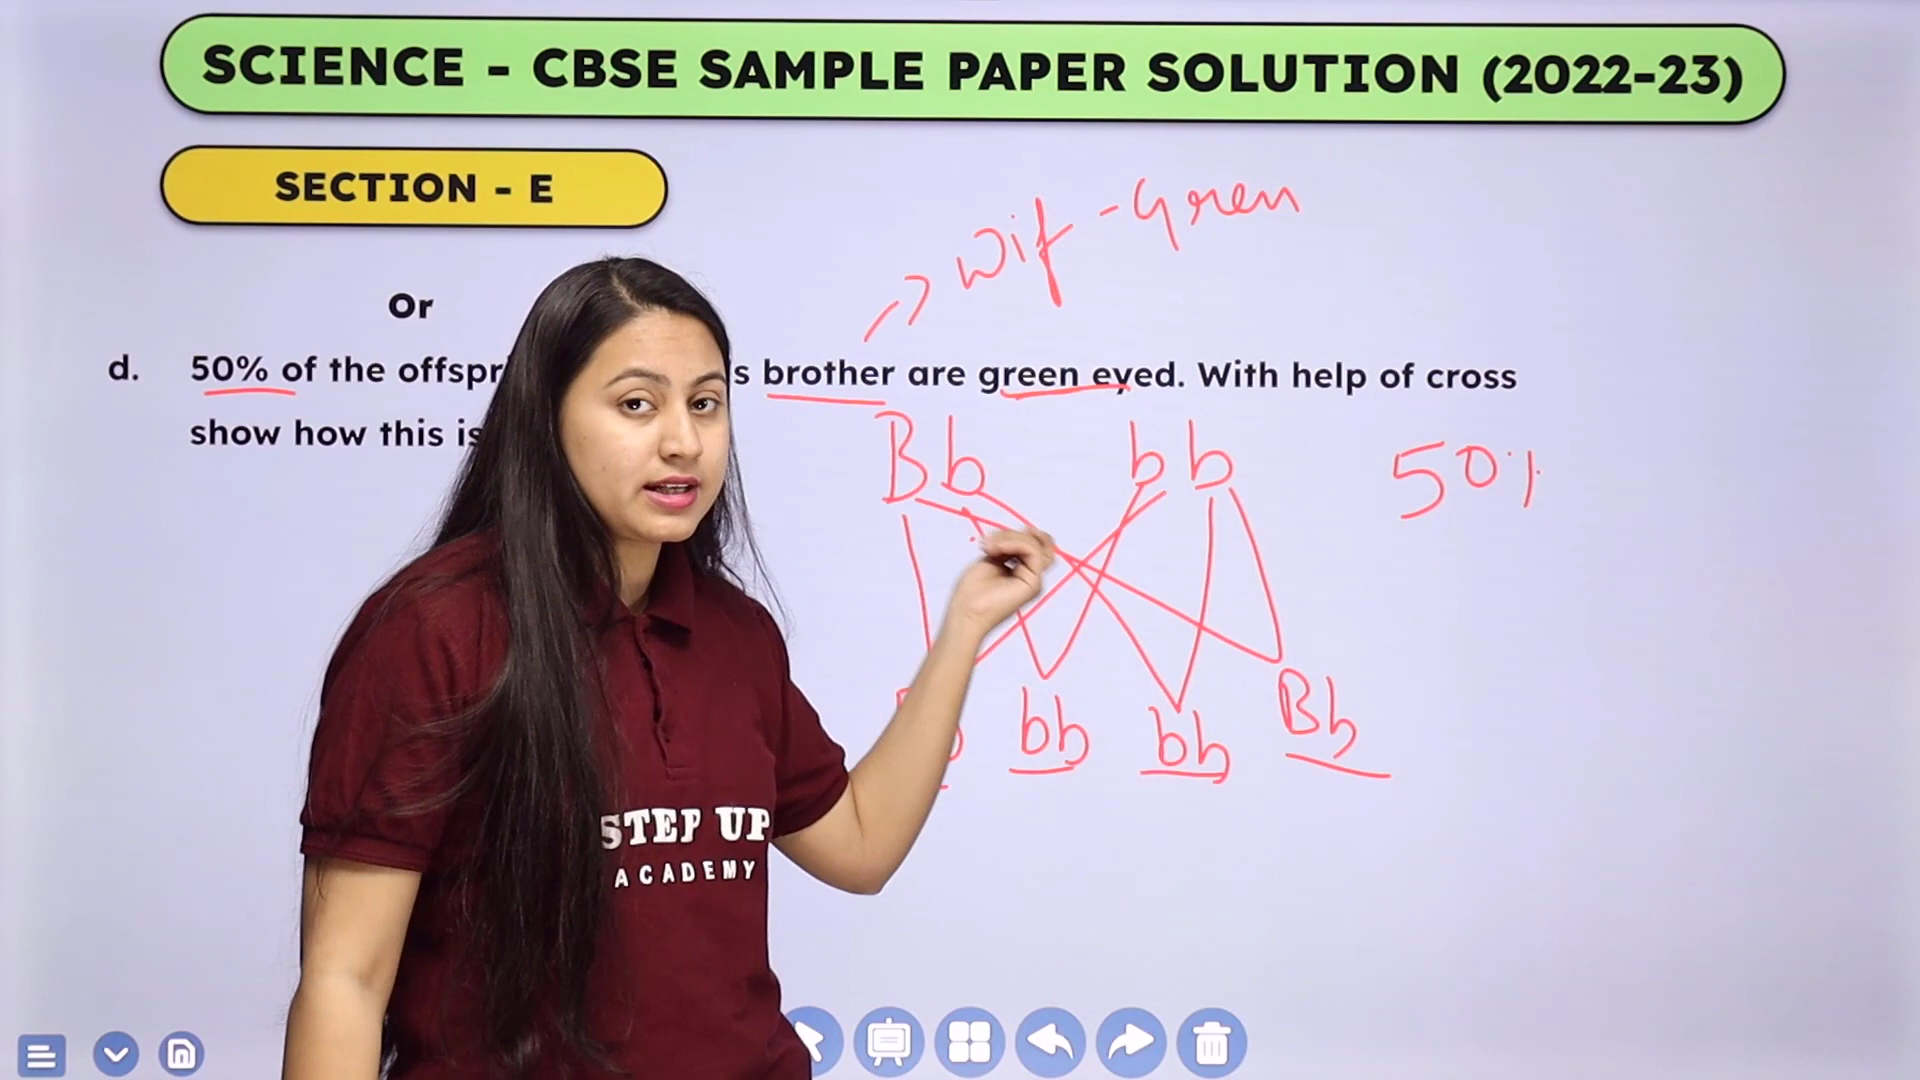 SCIENCE - CBSE SAMPLE PAPER SOLUTION (2022-23)
SECTION - E
Wif - Green
Or
d. 50% of the offspr s brother are green eyed. With help of cross
show how this is
Bb bb 50%
bb bb Bb
STEP UP
ACADEMY